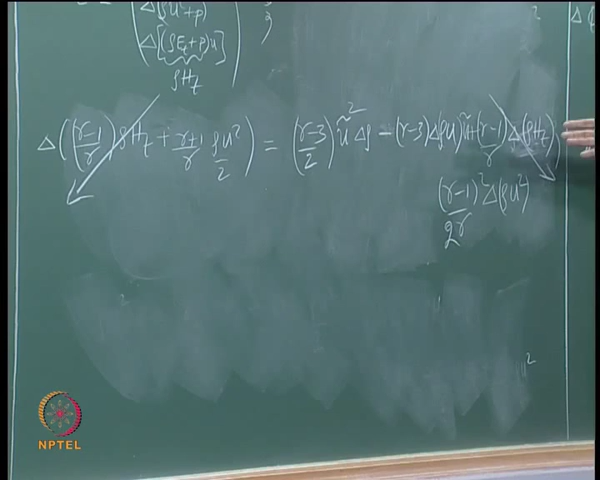 Δ(ρu²+p)
Δ[(ρE_t+p)u]
ρH_t
Δ((γ-1)/γ ρH_t + (γ+1)/γ ρu²/2) = ((γ-3)/2) ũ² Δρ - (γ-3)Δ(ρu)ũ + ((γ-1)/γ) Δ(ρH_t)
(γ-1)²/2γ Δ(ρu²)
NPTEL